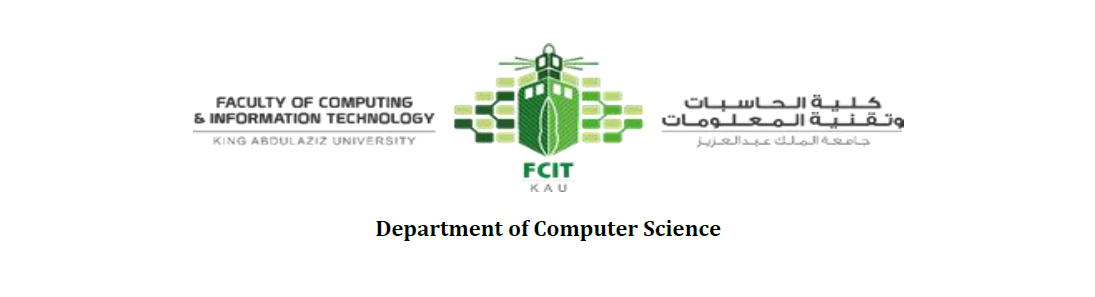 FACULTY OF COMPUTING
& INFORMATION TECHNOLOGY
KING ABDULAZIZ UNIVERSITY
FCIT
KAU
كلية الحاسبات
وتقنية المعلومات
جامعة الملك عبدالعزيز
Department of Computer Science